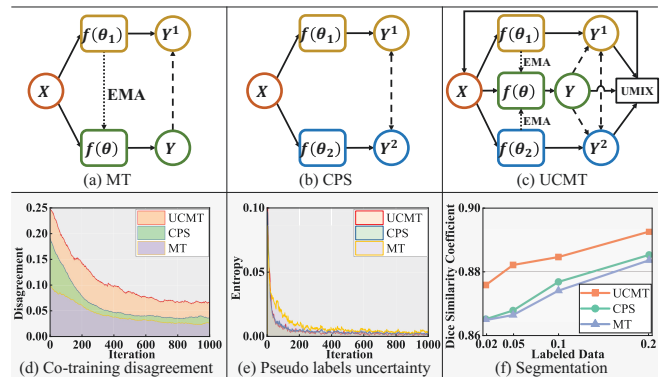 f(θ₁) Y¹
X EMA
f(θ) Y
(a) MT
f(θ₁) Y¹
X
f(θ₂) Y²
(b) CPS
f(θ₁) Y¹
EMA
X f(θ) Y UMIX
EMA
f(θ₂) Y²
(c) UCMT
Disagreement
0.25
0.20
0.15
0.10
0.05
0.00
0 200 400 600 800 1000
Iteration
UCMT
CPS
MT
(d) Co-training disagreement
Entropy
0.10
0.05
0.00
0 200 400 600 800 1000
Iteration
UCMT
CPS
MT
(e) Pseudo labels uncertainty
Dice Similarity Coefficient
0.90
0.88
0.86
0.02 0.05 0.1 0.2
Labeled Data
UCMT
CPS
MT
(f) Segmentation